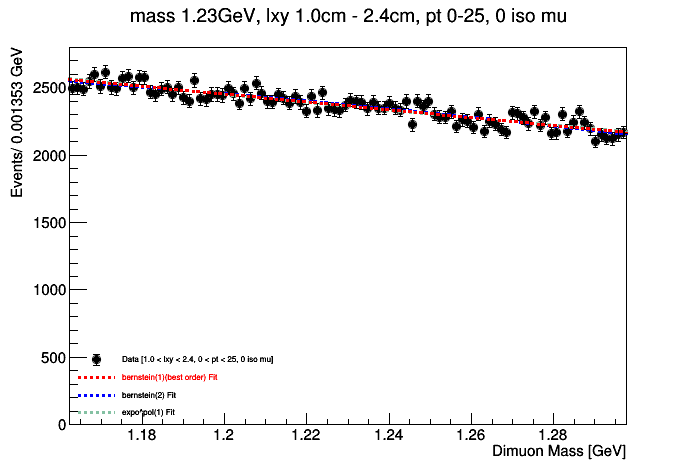 mass 1.23GeV, lxy 1.0cm - 2.4cm, pt 0-25, 0 iso mu
Events/ 0.001353 GeV
2500
2000
1500
1000
500
0
Data [1.0 < lxy < 2.4, 0 < pt < 25, 0 iso mu]
bernstein(1)(best order) Fit
bernstein(2) Fit
expo*pol(1) Fit
1.18 1.2 1.22 1.24 1.26 1.28
Dimuon Mass [GeV]